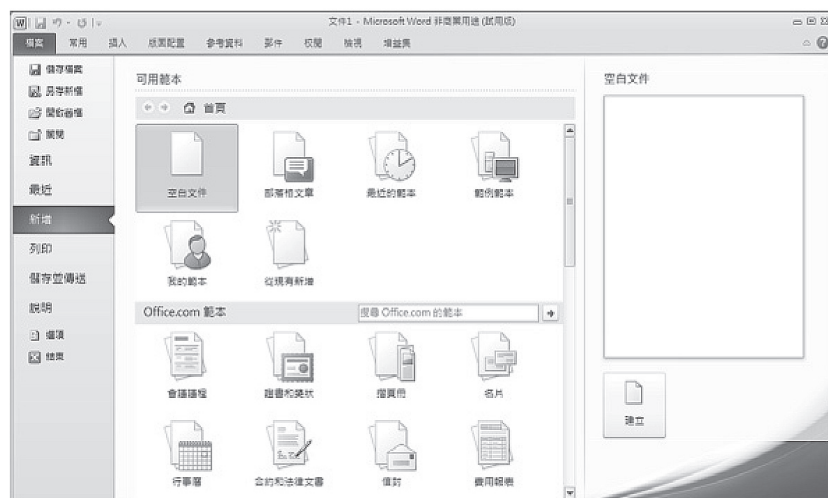 文件1 - Microsoft Word 非商業用途 (試用版)
檔案 常用 插入 版面配置 參考資料 郵件 校閱 檢視 增益集
儲存檔案
另存新檔
開啟舊檔
關閉
資訊
最近
新增
列印
儲存並傳送
說明
選項
結束
可用範本
首頁
空白文件 部落格文章 最近的範本 範例範本
我的範本 從現有新增
Office.com 範本 搜尋 Office.com 的範本
會議議程 證書和獎狀 摺頁冊 名片
行事曆 合約和法律文書 信封 費用報表
空白文件
建立